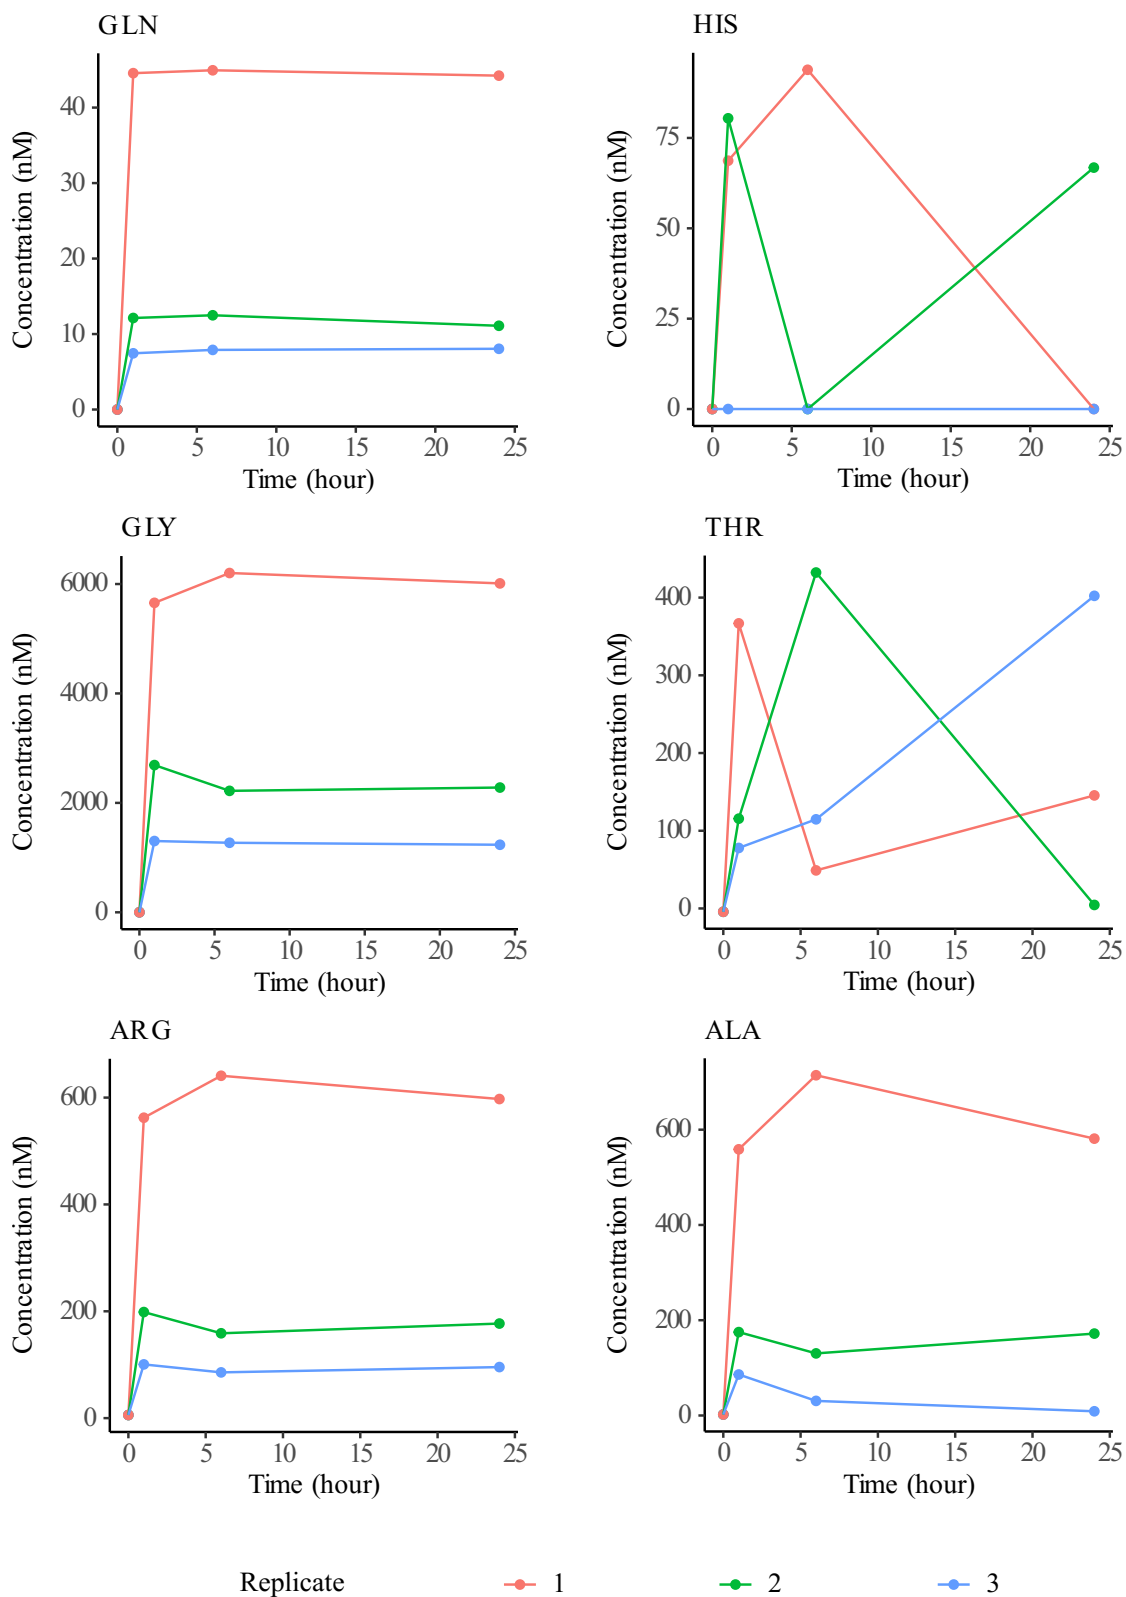 GLN
Concentration (nM)
40
30
20
10
0
0 5 10 15 20 25
Time (hour)
HIS
Concentration (nM)
75
50
25
0
0 5 10 15 20 25
Time (hour)
GLY
Concentration (nM)
6000
4000
2000
0
0 5 10 15 20 25
Time (hour)
THR
Concentration (nM)
400
300
200
100
0
0 5 10 15 20 25
Time (hour)
ARG
Concentration (nM)
600
400
200
0
0 5 10 15 20 25
Time (hour)
ALA
Concentration (nM)
600
400
200
0
0 5 10 15 20 25
Time (hour)
Replicate 1 2 3